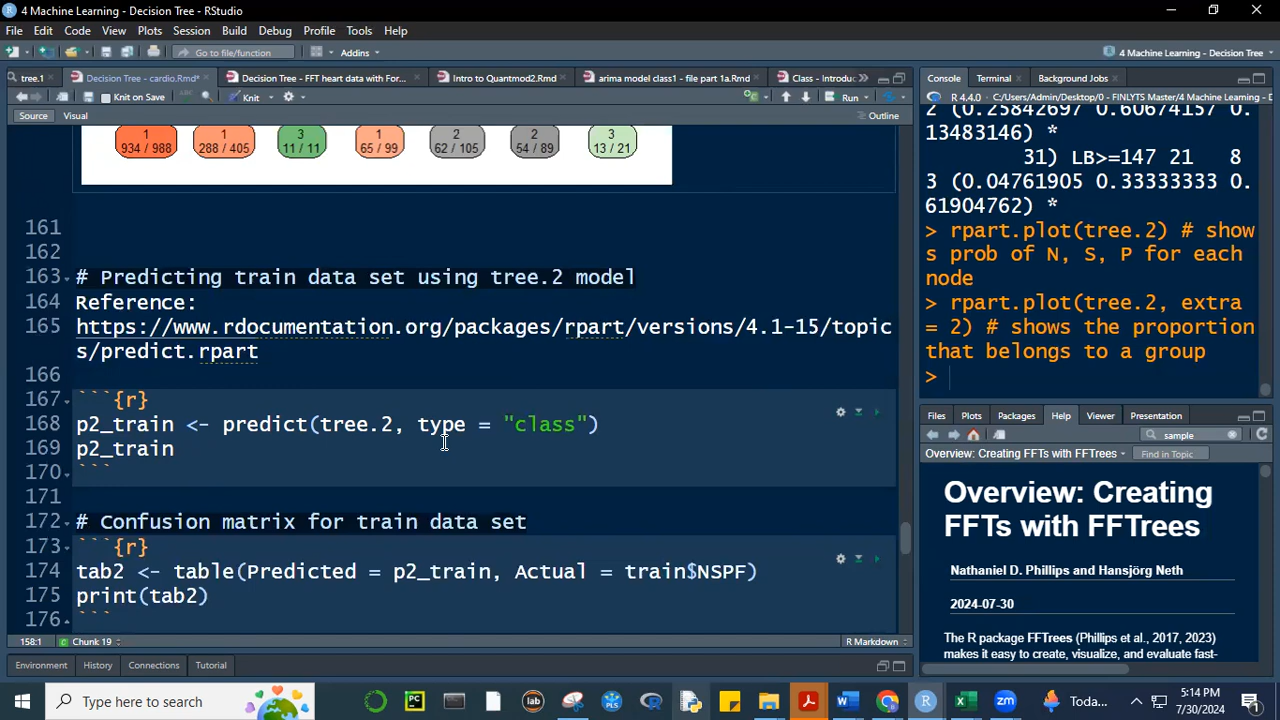 4 Machine Learning - Decision Tree - RStudio
File Edit Code View Plots Session Build Debug Profile Tools Help
Go to file/function Addins 4 Machine Learning - Decision Tree
tree.1 Decision Tree - cardio.Rmd* Decision Tree - FFT heart data with For... Intro to Quantmod2.Rmd arima model class1 - file part 1a.Rmd Class - Introduc
Knit on Save Knit Run
Source Visual Outline
1 1 3 1 2 2 3
934 / 988 288 / 405 11 / 11 65 / 99 62 / 105 54 / 89 13 / 21
161
162
163 # Predicting train data set using tree.2 model
164 Reference:
165 https://www.rdocumentation.org/packages/rpart/versions/4.1-15/topic
s/predict.rpart
166
167 ```{r}
168 p2_train <- predict(tree.2, type = "class")
169 p2_train
170 ```
171
172 # Confusion matrix for train data set
173 ```{r}
174 tab2 <- table(Predicted = p2_train, Actual = train$NSPF)
175 print(tab2)
176 ```
158:1 Chunk 19 R Markdown
Environment History Connections Tutorial
Console Terminal Background Jobs
R 4.4.0 · C:/Users/Admin/Desktop/0 - FINLYTS Master/4 Machine Learning -
2 (0.25842697 0.60674157 0.
13483146) *
31) LB>=147 21 8
3 (0.04761905 0.33333333 0.
61904762) *
> rpart.plot(tree.2) # show
s prob of N, S, P for each
node
> rpart.plot(tree.2, extra
= 2) # shows the proportion
that belongs to a group
>
Files Plots Packages Help Viewer Presentation
sample
Overview: Creating FFTs with FFTrees Find in Topic
Overview: Creating
FFTs with FFTrees
Nathaniel D. Phillips and Hansjörg Neth
2024-07-30
The R package FFTrees (Phillips et al., 2017, 2023)
makes it easy to create, visualize, and evaluate fast-
Type here to search PC lab PLS Toda... 5:14 PM
7/30/2024